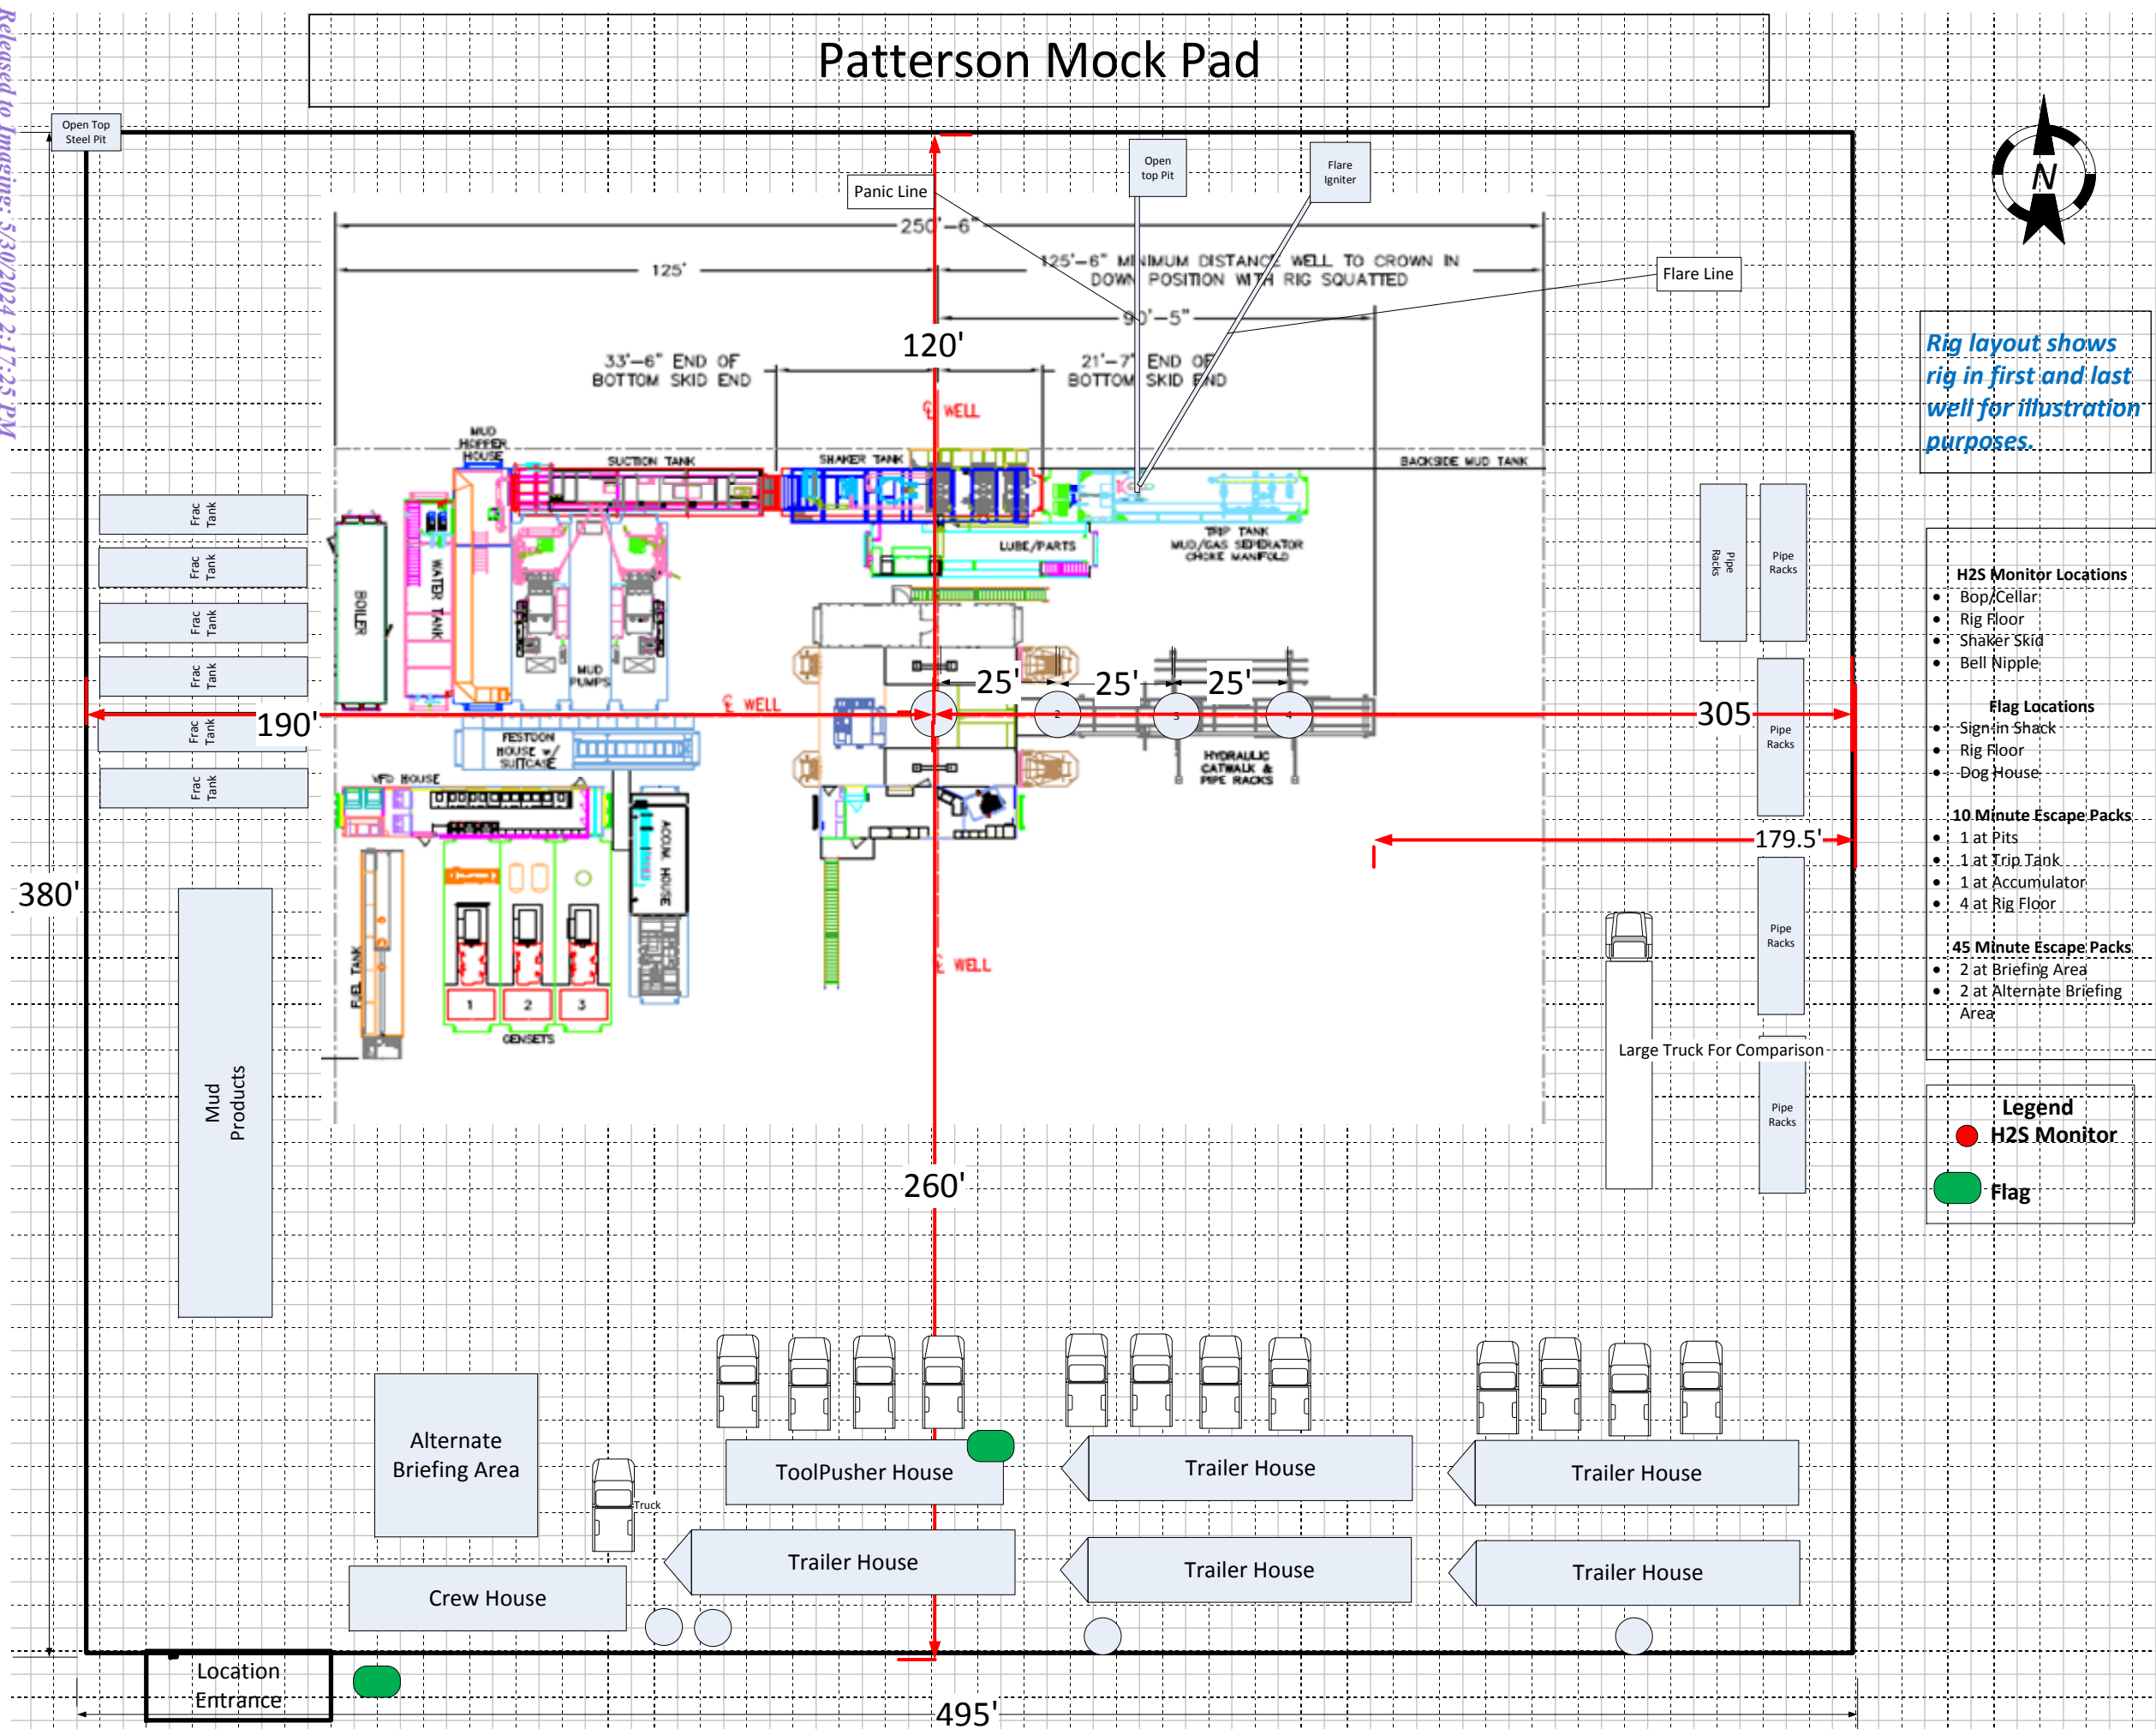 Released to Imaging: 5/30/2024 2:17:25 PM
Patterson Mock Pad
Open Top
Steel Pit
Open
top Pit
Flare
Igniter
Panic Line
N
250'-6"
125'
125'-6" MINIMUM DISTANCE WELL TO CROWN IN
DOWN POSITION WITH RIG SQUATTED
Flare Line
90'-5"
120'
33'-6" END OF
BOTTOM SKID END
21'-7" END OF
BOTTOM SKID END
℄ WELL
Rig layout shows
rig in first and last
well for illustration
purposes.
MUD
HOPPER
HOUSE
SUCTION TANK
SHAKER TANK
BACKSIDE MUD TANK
Frac
Tank
Frac
Tank
Frac
Tank
Frac
Tank
Frac
Tank
Frac
Tank
BOILER
WATER TANK
MUD
PUMPS
LUBE/PARTS
TRIP TANK
MUD/GAS SEPERATOR
CHOKE MANIFOLD
Pipe
Racks
Pipe
Racks
H2S Monitor Locations
• Bop/Cellar
• Rig Floor
• Shaker Skid
• Bell Nipple
Flag Locations
• Sign-in Shack
• Rig Floor
• Dog House
10 Minute Escape Packs
• 1 at Pits
• 1 at Trip Tank
• 1 at Accumulator
• 4 at Rig Floor
45 Minute Escape Packs
• 2 at Briefing Area
• 2 at Alternate Briefing
Area
25'
25'
25'
190'
℄ WELL
2
3
4
305
Pipe
Racks
FESTOON
HOUSE w/
SUITCASE
HYDRAULIC
CATWALK &
PIPE RACKS
VFD HOUSE
ACCUM. HOUSE
179.5'
380'
FUEL TANK
Pipe
Racks
℄ WELL
1
2
3
GENSETS
Large Truck For Comparison
Pipe
Racks
Mud
Products
Legend
H2S Monitor
Flag
260'
Alternate
Briefing Area
Truck
ToolPusher House
Trailer House
Trailer House
Trailer House
Trailer House
Trailer House
Crew House
Location
Entrance
495'